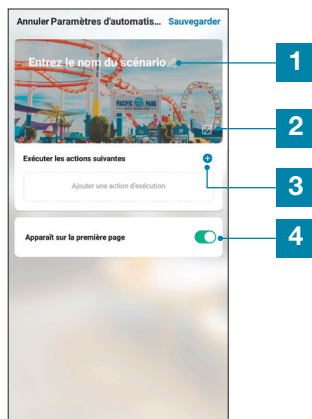 Annuler Paramètres d'automatis... Sauvegarder
Entrez le nom du scénario
1
PACIFIC PARK
2
Exécuter les actions suivantes
3
Ajouter une action d'exécution
Apparaît sur la première page
4